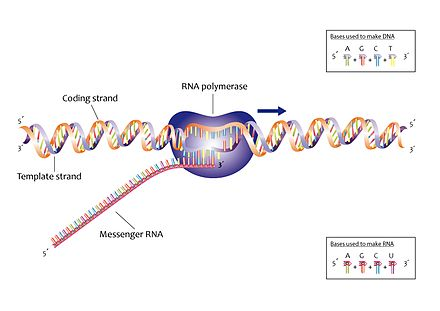 Bases used to make DNA
A G C T
5´ + + + 3´
RNA polymerase
Coding strand
5´
3´
3´
5´
Template strand
3´
Messenger RNA
5´
Bases used to make RNA
A G C U
5´ + + + 3´